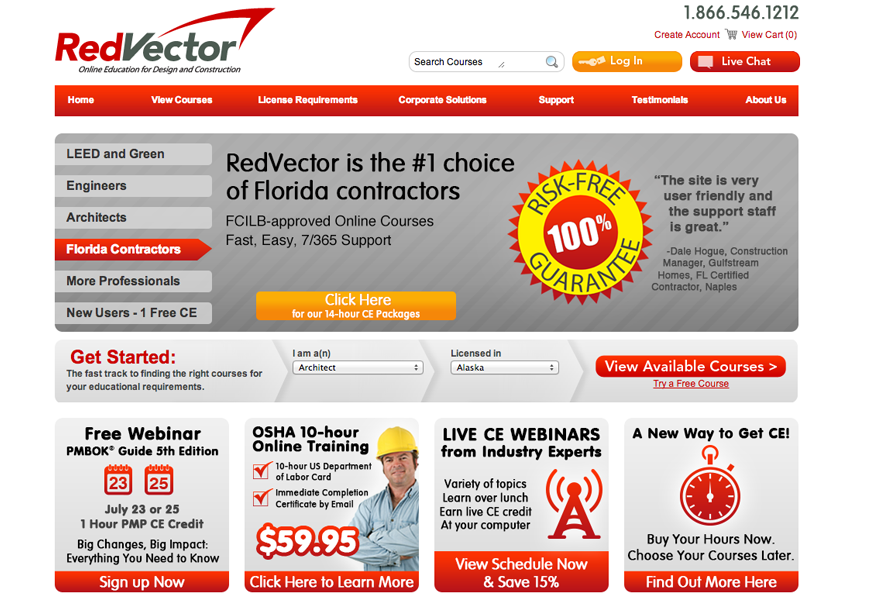 1.866.546.1212
RedVector
Online Education for Design and Construction
Create Account View Cart (0)
Search Courses
Log In
Live Chat
Home View Courses License Requirements Corporate Solutions Support Testimonials About Us
LEED and Green
Engineers
Architects
Florida Contractors
More Professionals
New Users - 1 Free CE
RedVector is the #1 choice
of Florida contractors
FCILB-approved Online Courses
Fast, Easy, 7/365 Support
Click Here
for our 14-hour CE Packages
RISK-FREE
100%
GUARANTEE
“The site is very
user friendly and
the support staff
is great.”
-Dale Hogue, Construction
Manager, Gulfstream
Homes, FL Certified
Contractor, Naples
Get Started:
The fast track to finding the right courses for
your educational requirements.
I am a(n)
Architect
Licensed in
Alaska
View Available Courses >
Try a Free Course
Free Webinar
PMBOK® Guide 5th Edition
23 25
July 23 or 25
1 Hour PMP CE Credit
Big Changes, Big Impact:
Everything You Need to Know
Sign up Now
OSHA 10-hour
Online Training
10-hour US Department
of Labor Card
Immediate Completion
Certificate by Email
$59.95
Click Here to Learn More
LIVE CE WEBINARS
from Industry Experts
Variety of topics
Learn over lunch
Earn live CE credit
At your computer
View Schedule Now
& Save 15%
A New Way to Get CE!
Buy Your Hours Now.
Choose Your Courses Later.
Find Out More Here